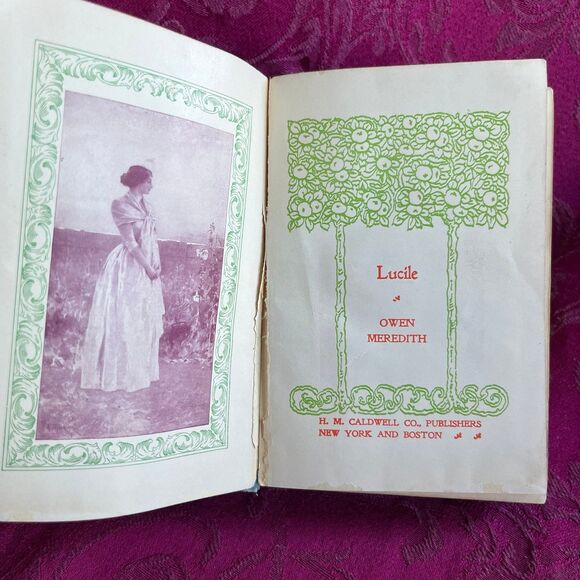 Lucile
OWEN
MEREDITH
H. M. CALDWELL CO., PUBLISHERS
NEW YORK AND BOSTON